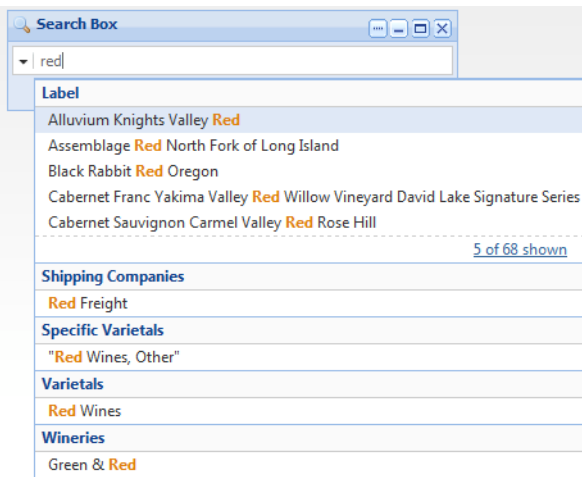 Search Box
red
Label
Alluvium Knights Valley Red
Assemblage Red North Fork of Long Island
Black Rabbit Red Oregon
Cabernet Franc Yakima Valley Red Willow Vineyard David Lake Signature Series
Cabernet Sauvignon Carmel Valley Red Rose Hill
5 of 68 shown
Shipping Companies
Red Freight
Specific Varietals
"Red Wines, Other"
Varietals
Red Wines
Wineries
Green & Red